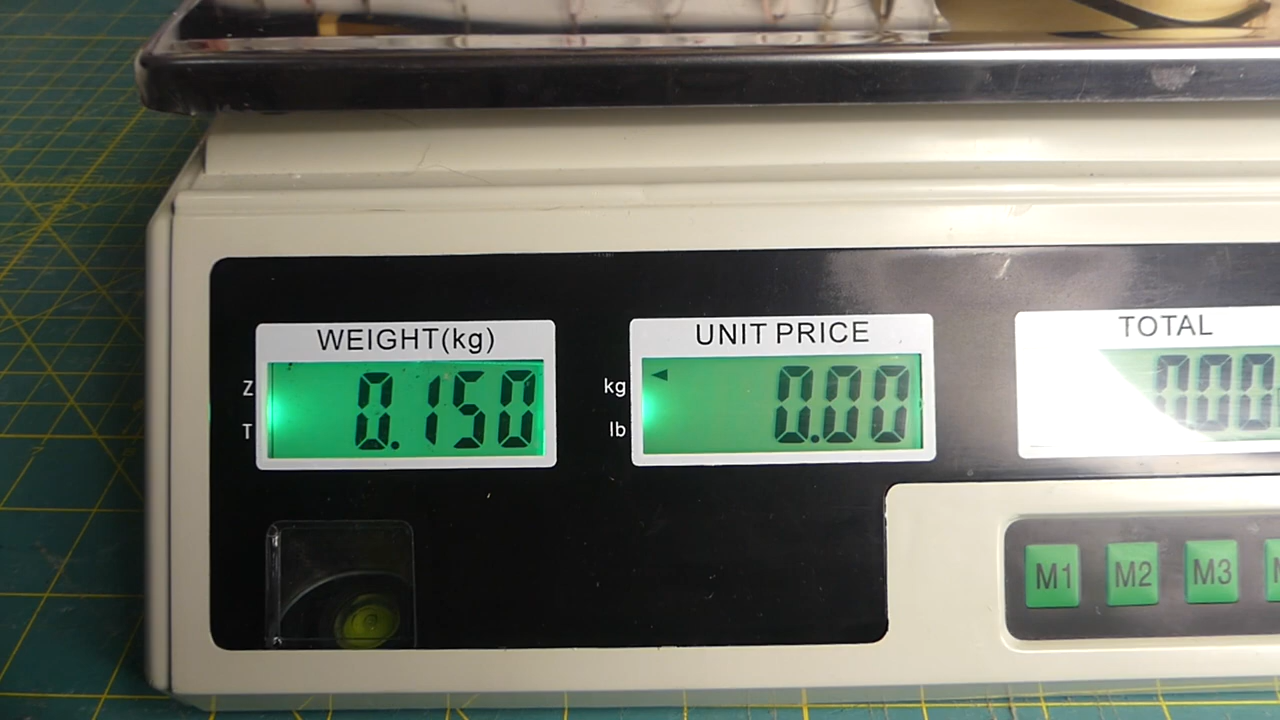 WEIGHT(kg)
Z
T
0.150
UNIT PRICE
kg
lb
0.00
TOTAL
M1 M2 M3